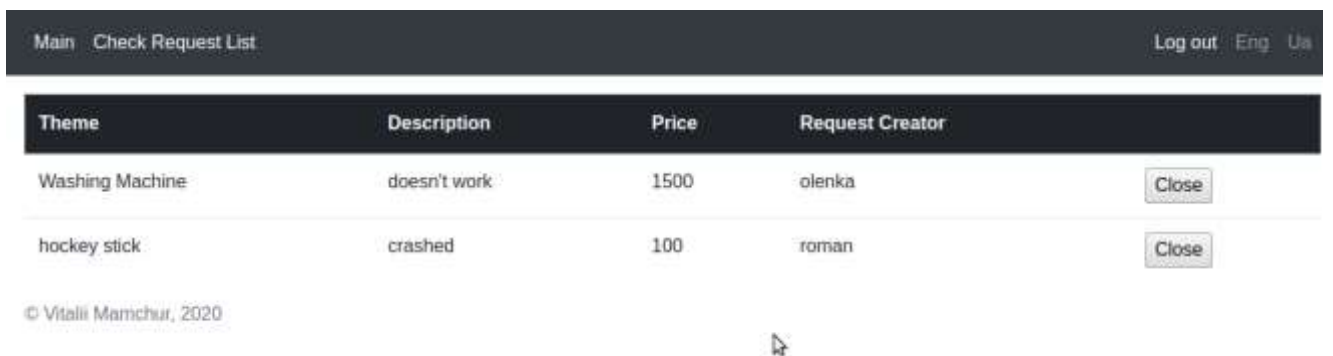 Main Check Request List Log out Eng Ua
Theme Description Price Request Creator
Washing Machine doesn't work 1500 olenka Close
hockey stick crashed 100 roman Close
© Vitalii Mamchur, 2020